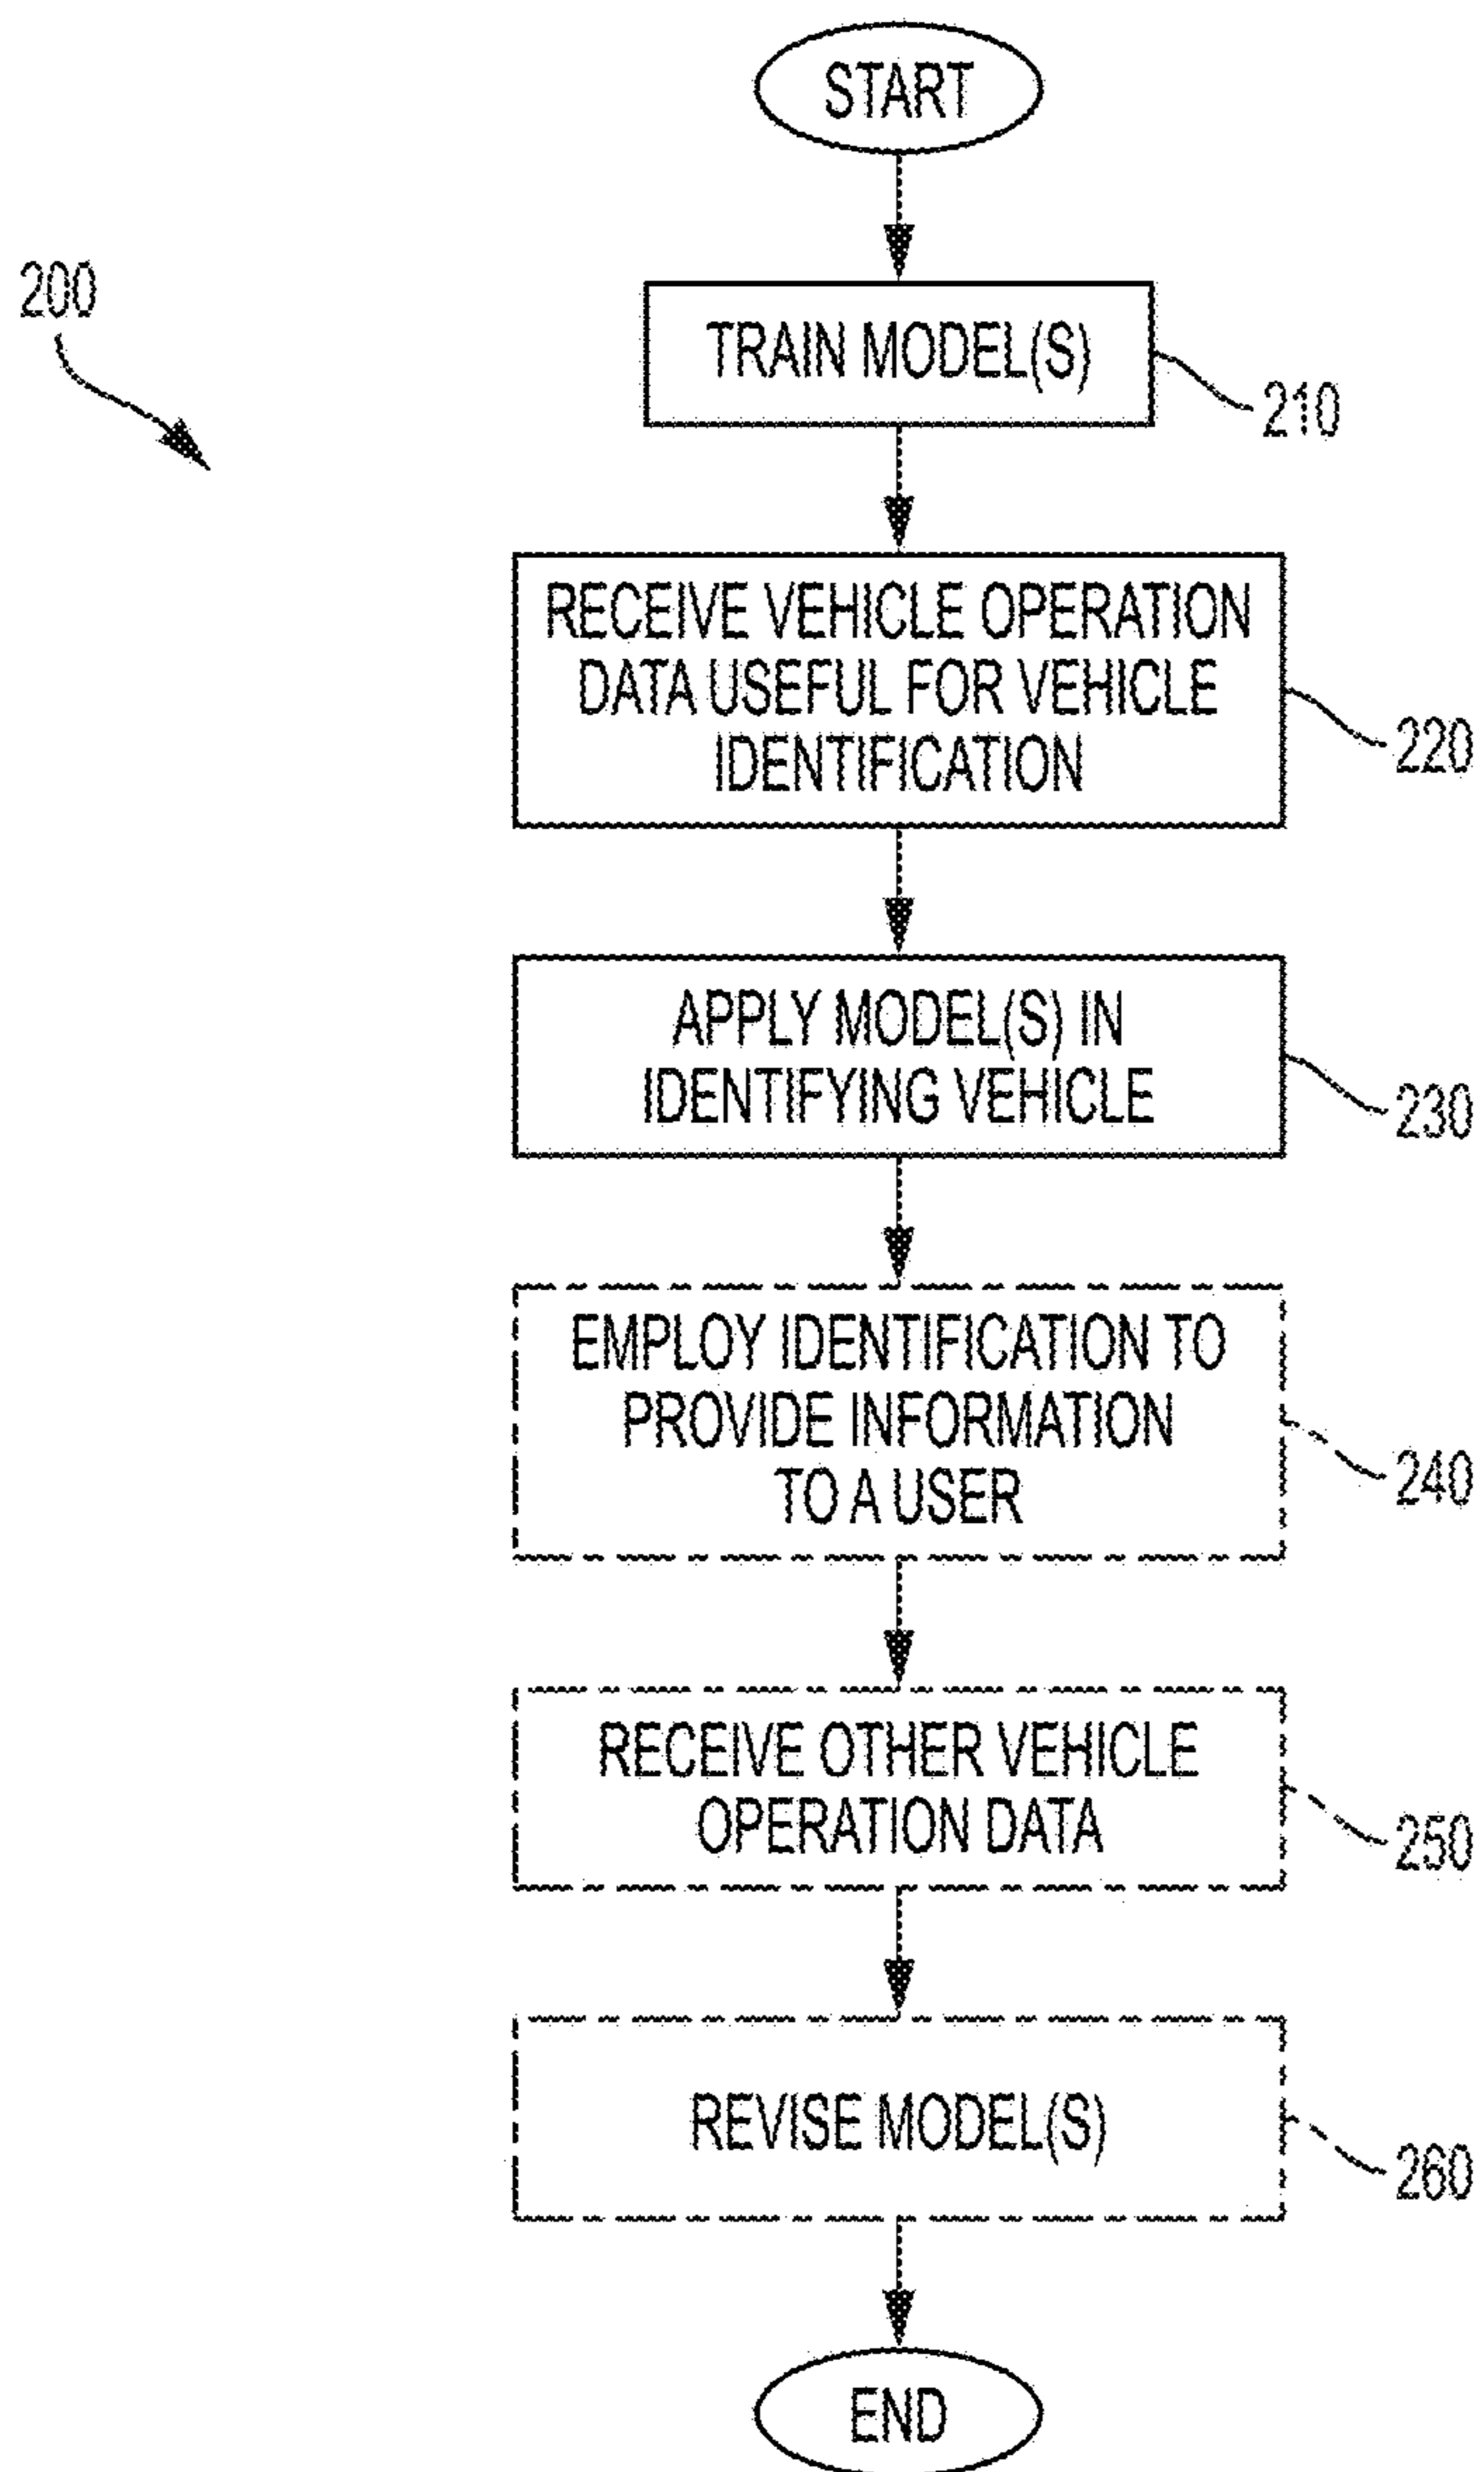 START
200
TRAIN MODEL(S)
210
RECEIVE VEHICLE OPERATION
DATA USEFUL FOR VEHICLE
IDENTIFICATION
220
APPLY MODEL(S) IN
IDENTIFYING VEHICLE
230
EMPLOY IDENTIFICATION TO
PROVIDE INFORMATION
TO A USER
240
RECEIVE OTHER VEHICLE
OPERATION DATA
250
REVISE MODEL(S)
260
END